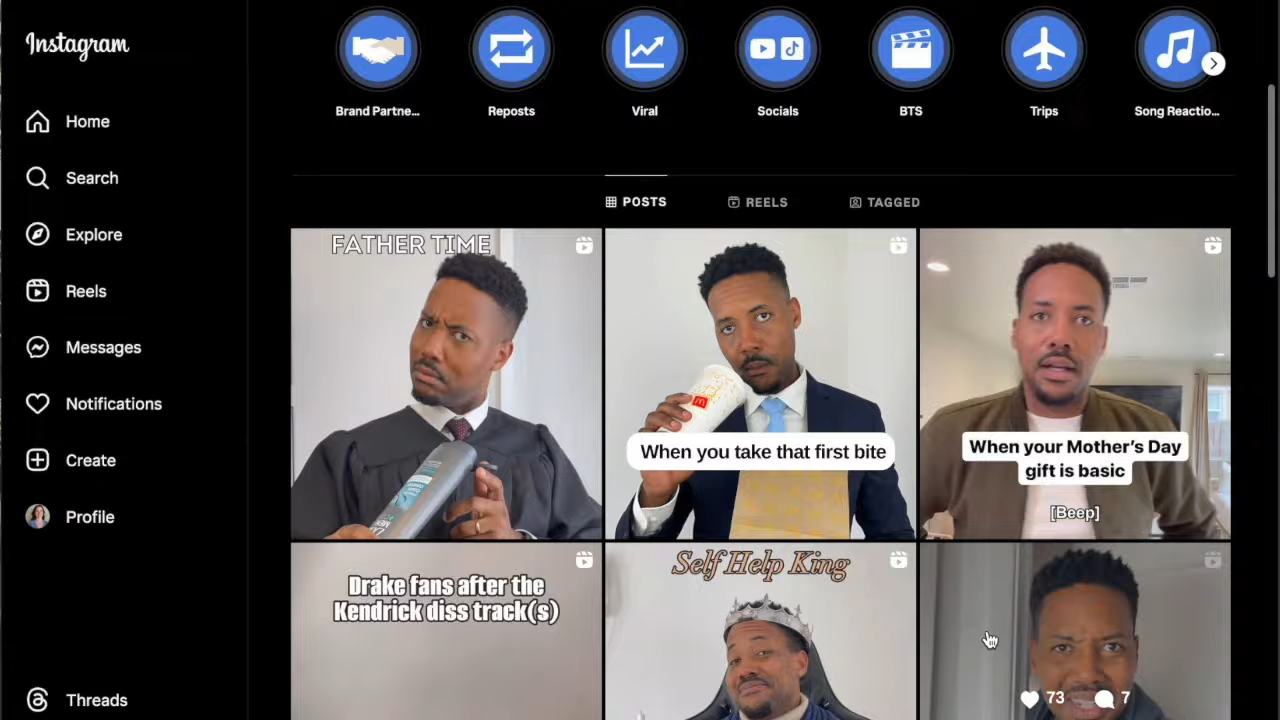 Instagram
Home
Search
Explore
Reels
Messages
Notifications
Create
Profile
Threads
Brand Partne...
Reposts
Viral
Socials
BTS
Trips
Song Reactio...
POSTS
REELS
TAGGED
FATHER TIME
When you take that first bite
When your Mother's Day
gift is basic
[Beep]
Drake fans after the
Kendrick diss track(s)
Self Help King
73
7